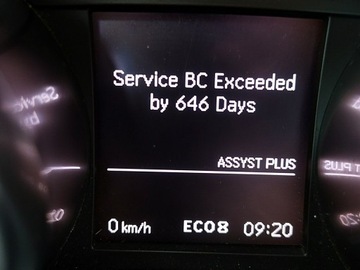 Service BC Exceeded
by 646 Days
ASSYST PLUS
0 km/h ECO8 09:20